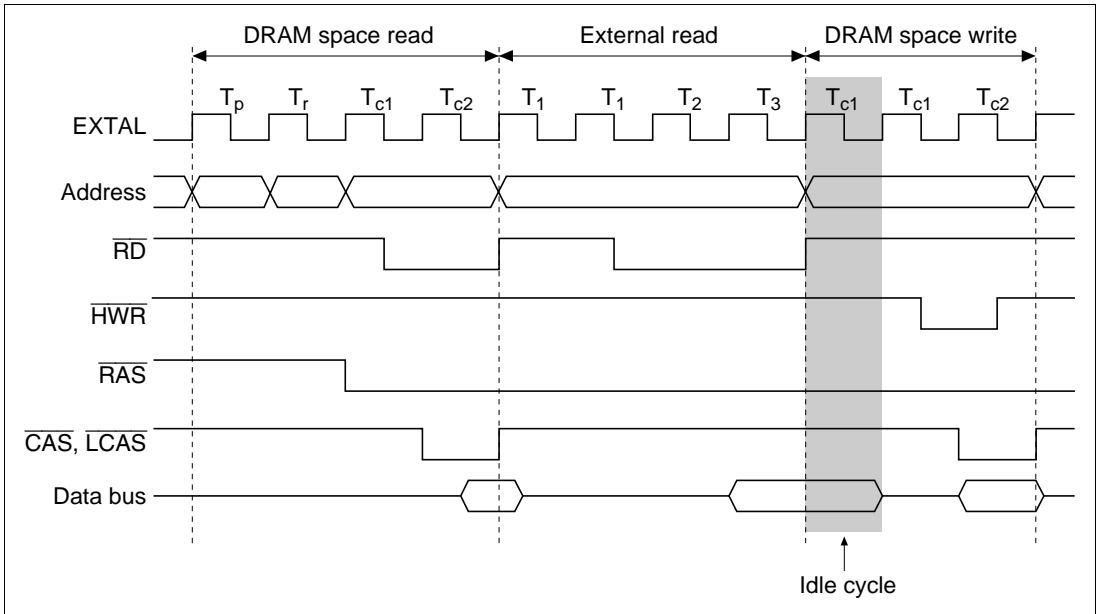 DRAM space read External read DRAM space write
Tp Tr Tc1 Tc2 T1 T1 T2 T3 Tc1 Tc1 Tc2
EXTAL
Address
RD
HWR
RAS
CAS, LCAS
Data bus
Idle cycle